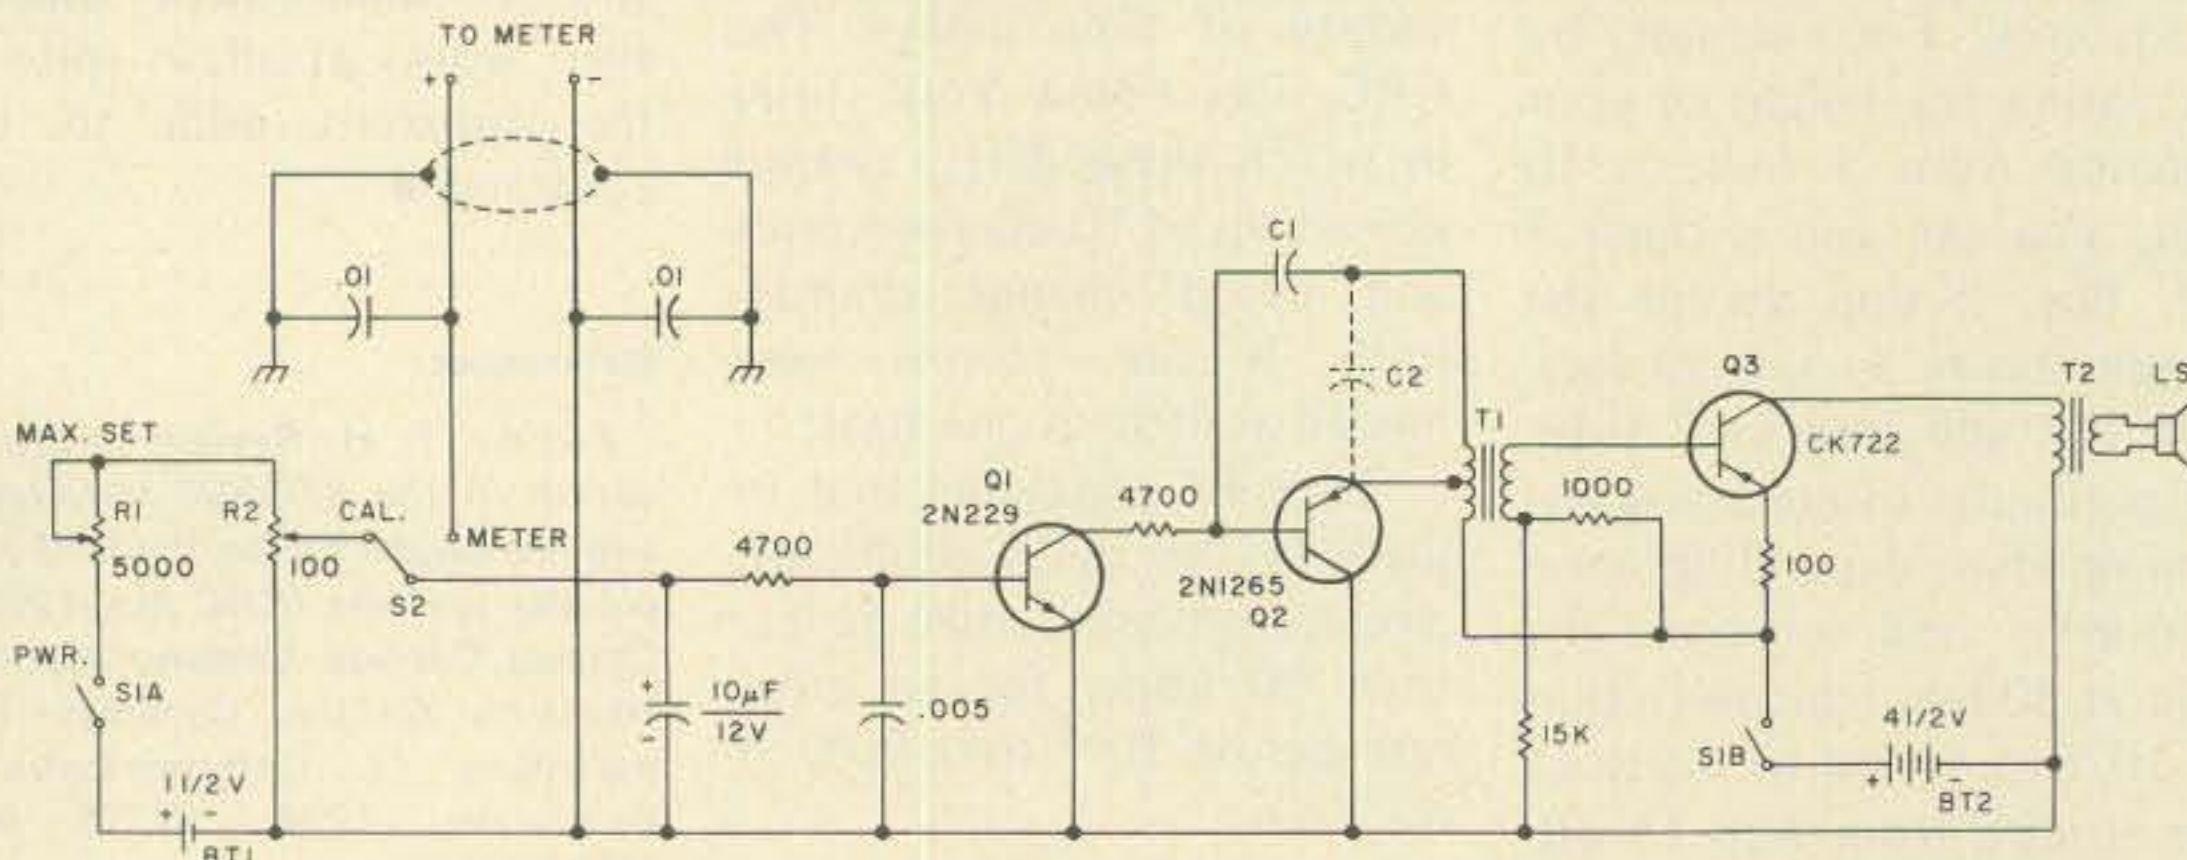 TO METER
+ -
.01 .01
C1
C2
Q3
T2 LS
MAX. SET
T1
CK722
R1 R2 CAL.
METER
5000 100
S2
4700
Q1
2N229
4700
2N1265
Q2
1000
100
PWR.
S1A
+ 10µF
- 12V
.005
15K
S1B
4 1/2 V
+ -
BT2
1 1/2 V
+ -
BT1